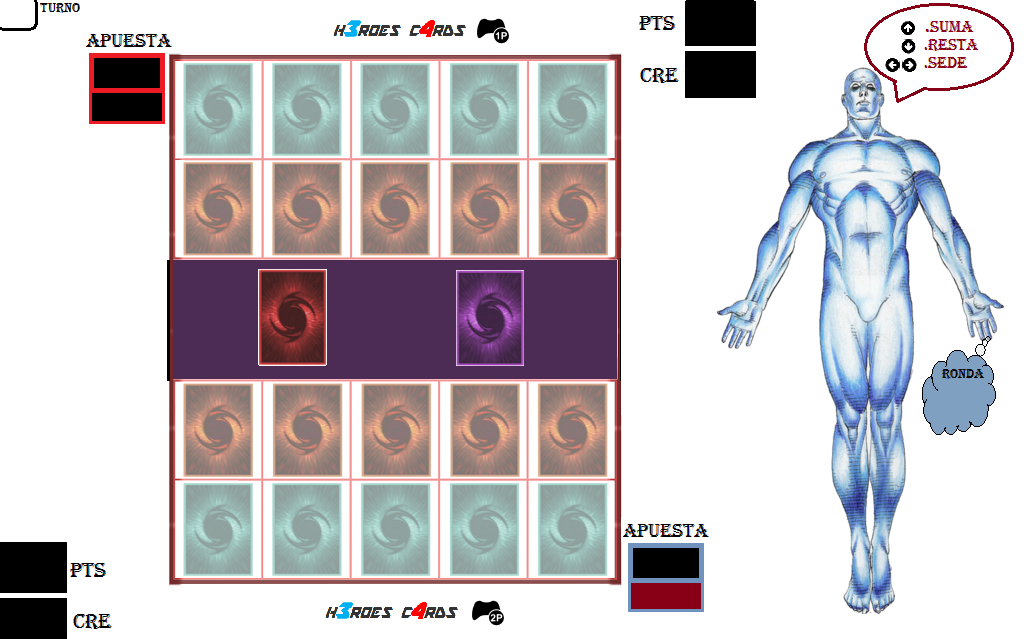 TURNO
H3ROES C4RDS 1P
PTS
.SUMA
.RESTA
.SEDE
APUESTA
CRE
RONDA
APUESTA
PTS
H3ROES C4RDS 2P
CRE